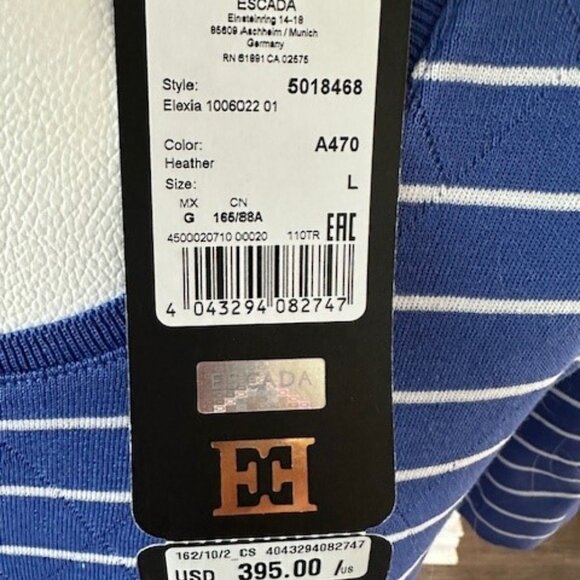 ESCADA
Einsteinring 14-18
85609 Aschheim / Munich
Germany
RN 61891 CA 02575
Style: 5018468
Elexia 1006022 01
Color: A470
Heather
Size: L
MX CN
G 165/88A
4500020710 00020 110TR EAC
4 043294 082747
ESCADA
162/10/2_CS 4043294082747
USD 395.00 /US